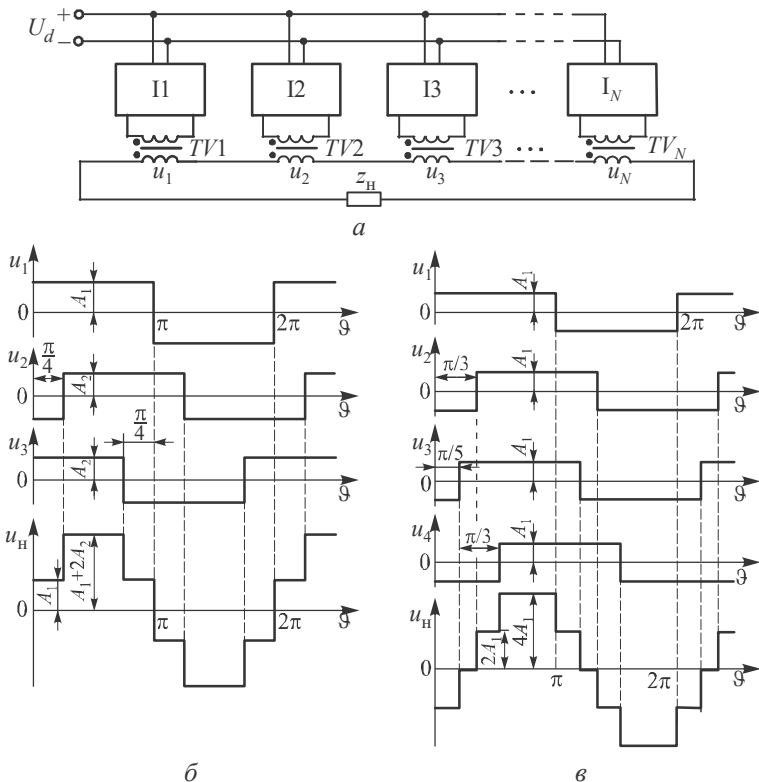 U_d + −
I1 I2 I3 ... I_N
TV1 TV2 TV3 ... TV_N
u_1 u_2 u_3 u_N
z_н
а
u_1
A_1
0 π 2π ϑ
u_2
π/4
A_2
0 ϑ
π/4
u_3
A_2
0 ϑ
u_н
A_1
A_1+2A_2
0 π 2π ϑ
б
u_1
A_1
0 2π ϑ
u_2
π/3
A_1
0 ϑ
u_3
π/5
A_1
0 ϑ
u_4
π/3
A_1
0 ϑ
u_н
2A_1
4A_1
0 π 2π ϑ
в